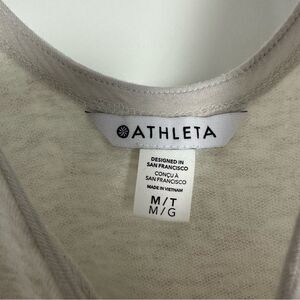 ATHLETA
DESIGNED IN
SAN FRANCISCO
CONÇU À
SAN FRANCISCO
MADE IN VIETNAM
M/T
M/G